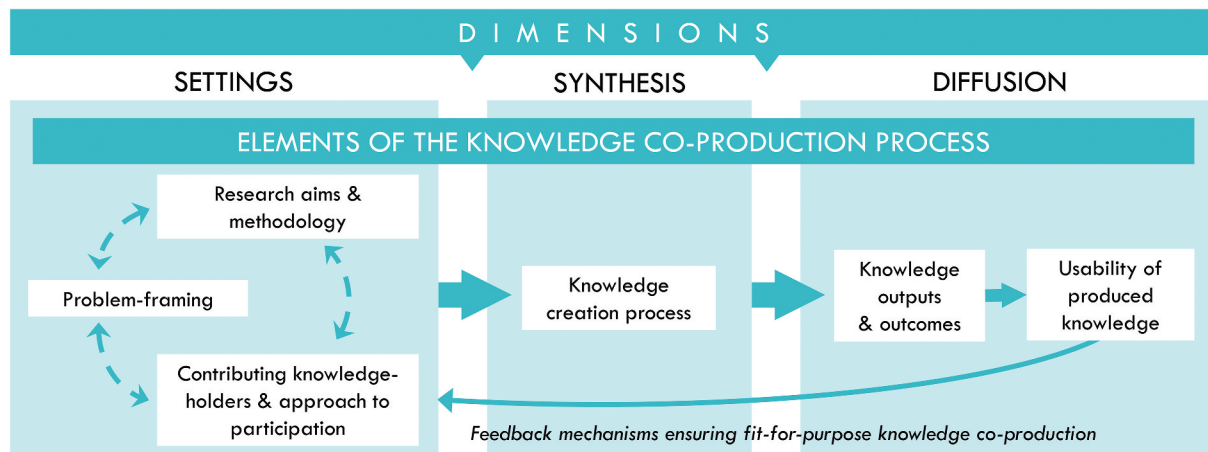 DIMENSIONS
SETTINGS
SYNTHESIS
DIFFUSION
ELEMENTS OF THE KNOWLEDGE CO-PRODUCTION PROCESS
Research aims &
methodology
Problem-framing
Contributing knowledge-
holders & approach to
participation
Knowledge
creation process
Knowledge
outputs
& outcomes
Usability of
produced
knowledge
Feedback mechanisms ensuring fit-for-purpose knowledge co-production